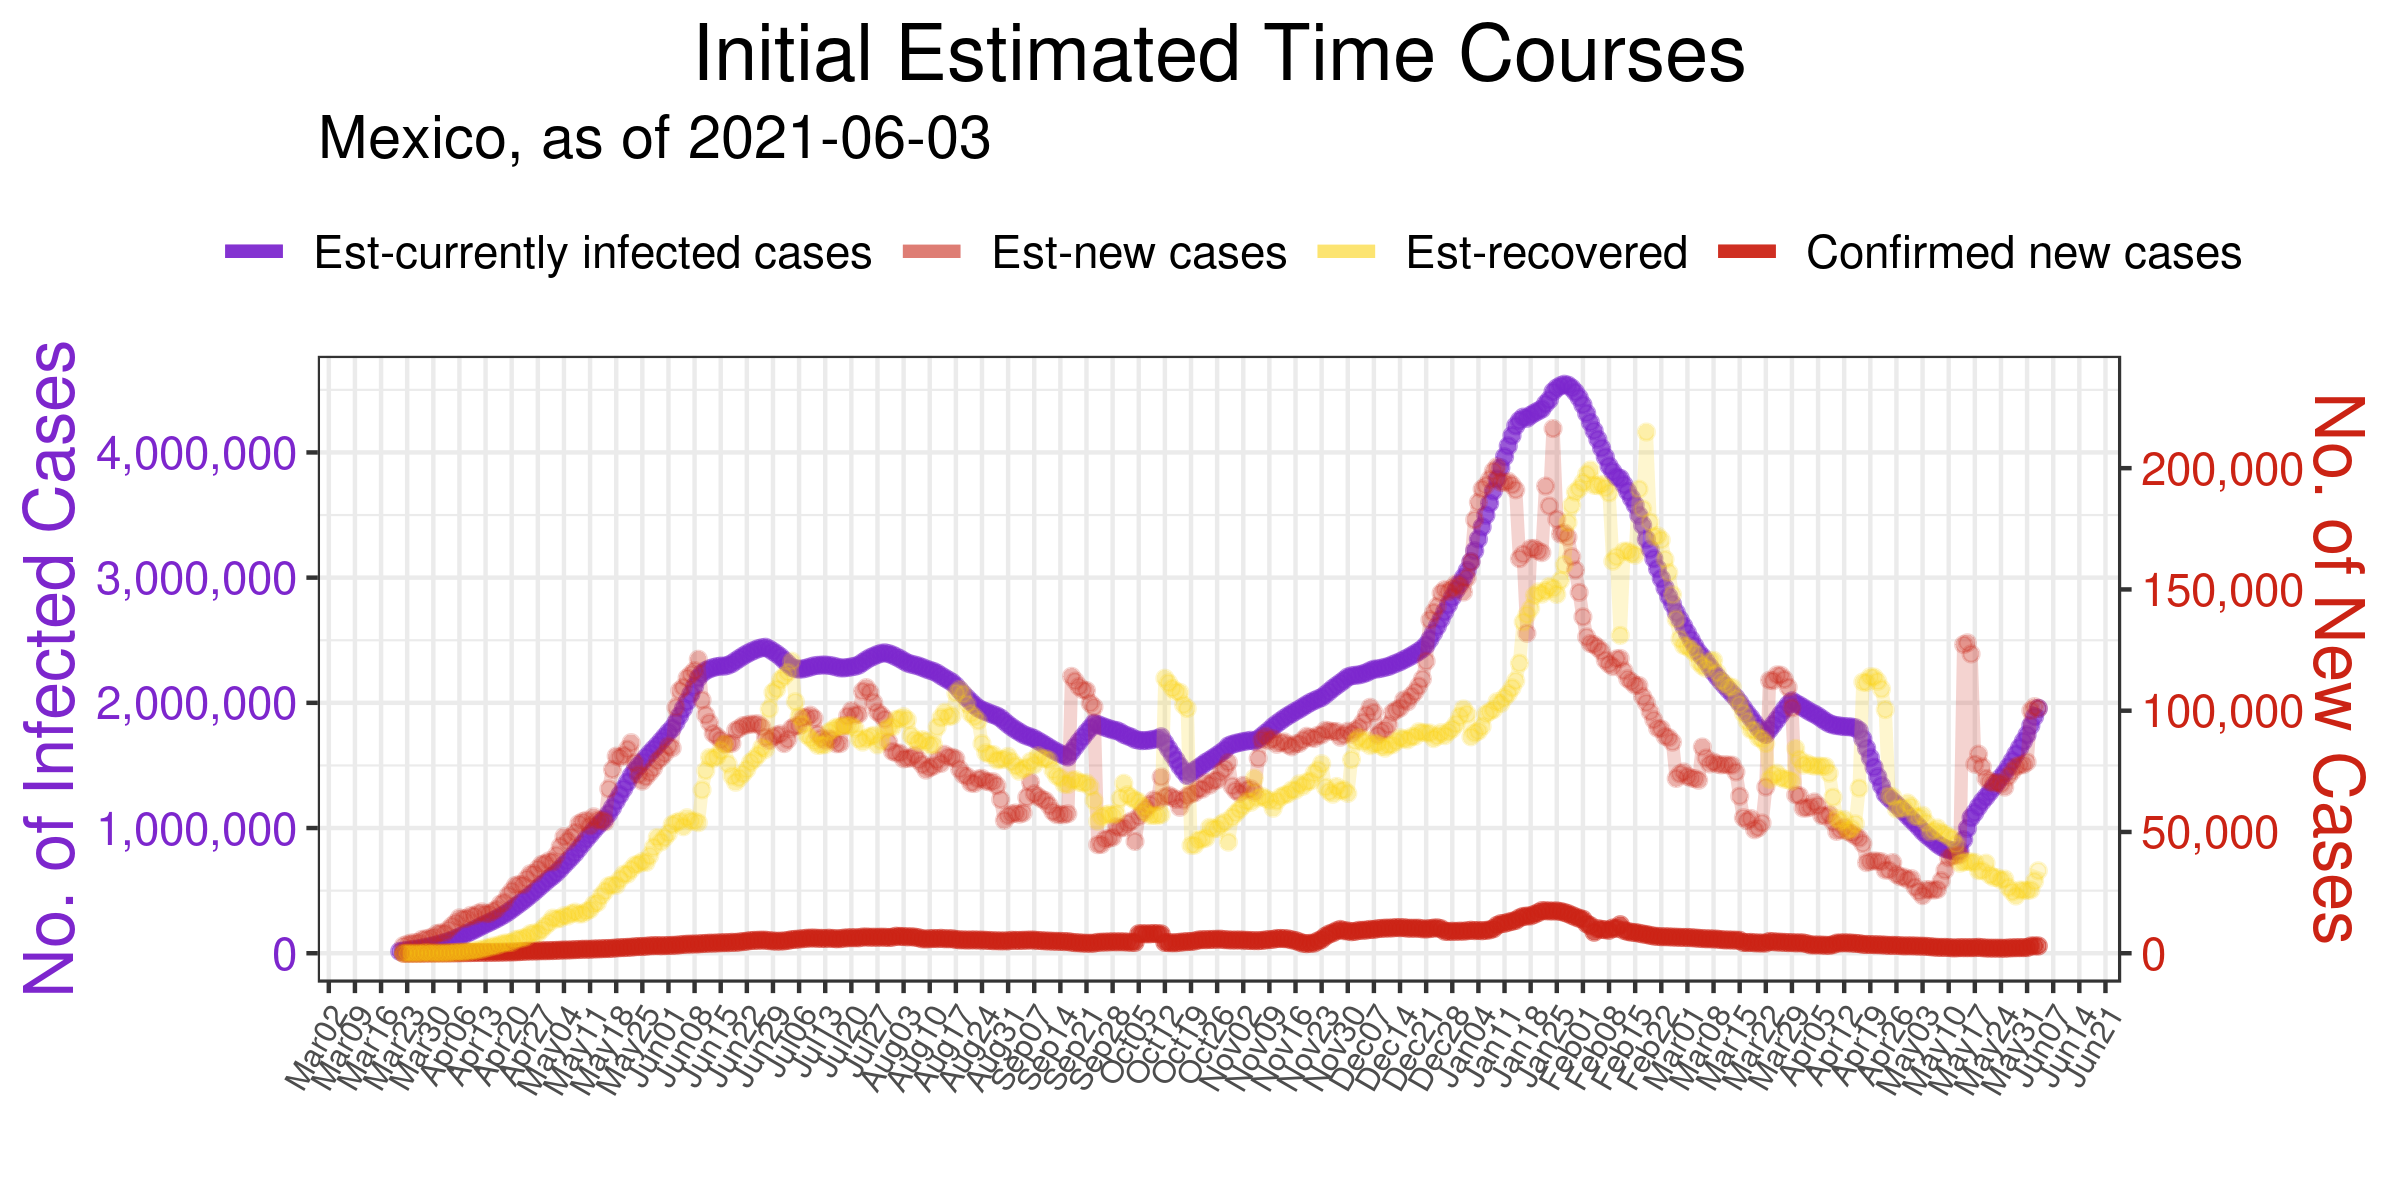 Initial Estimated Time Courses
Mexico, as of 2021-06-03
Est-currently infected cases Est-new cases Est-recovered Confirmed new cases
No. of Infected Cases
4,000,000
3,000,000
2,000,000
1,000,000
0
200,000
150,000
100,000
50,000
0
No. of New Cases
Mar02 Mar09 Mar16 Mar23 Mar30 Apr06 Apr13 Apr20 Apr27 May04 May11 May18 May25 Jun01 Jun08 Jun15 Jun22 Jun29 Jul06 Jul13 Jul20 Jul27 Aug03 Aug10 Aug17 Aug24 Aug31 Sep07 Sep14 Sep21 Sep28 Oct05 Oct12 Oct19 Oct26 Nov02 Nov09 Nov16 Nov23 Nov30 Dec07 Dec14 Dec21 Dec28 Jan04 Jan11 Jan18 Jan25 Feb01 Feb08 Feb15 Feb22 Mar01 Mar08 Mar15 Mar22 Mar29 Apr05 Apr12 Apr19 Apr26 May03 May10 May17 May24 May31 Jun07 Jun14 Jun21